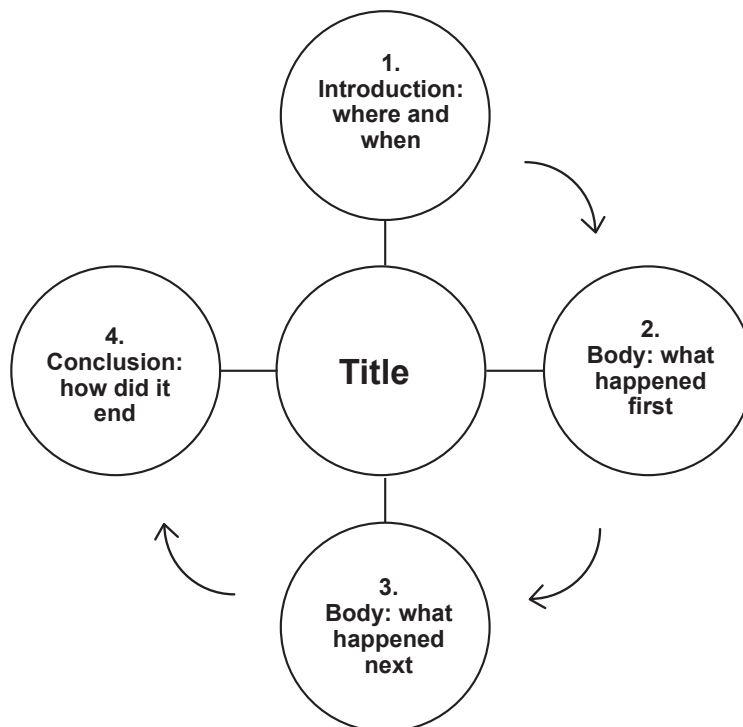 1.
Introduction:
where and
when
2.
Body: what
happened
first
3.
Body: what
happened
next
4.
Conclusion:
how did it
end
Title